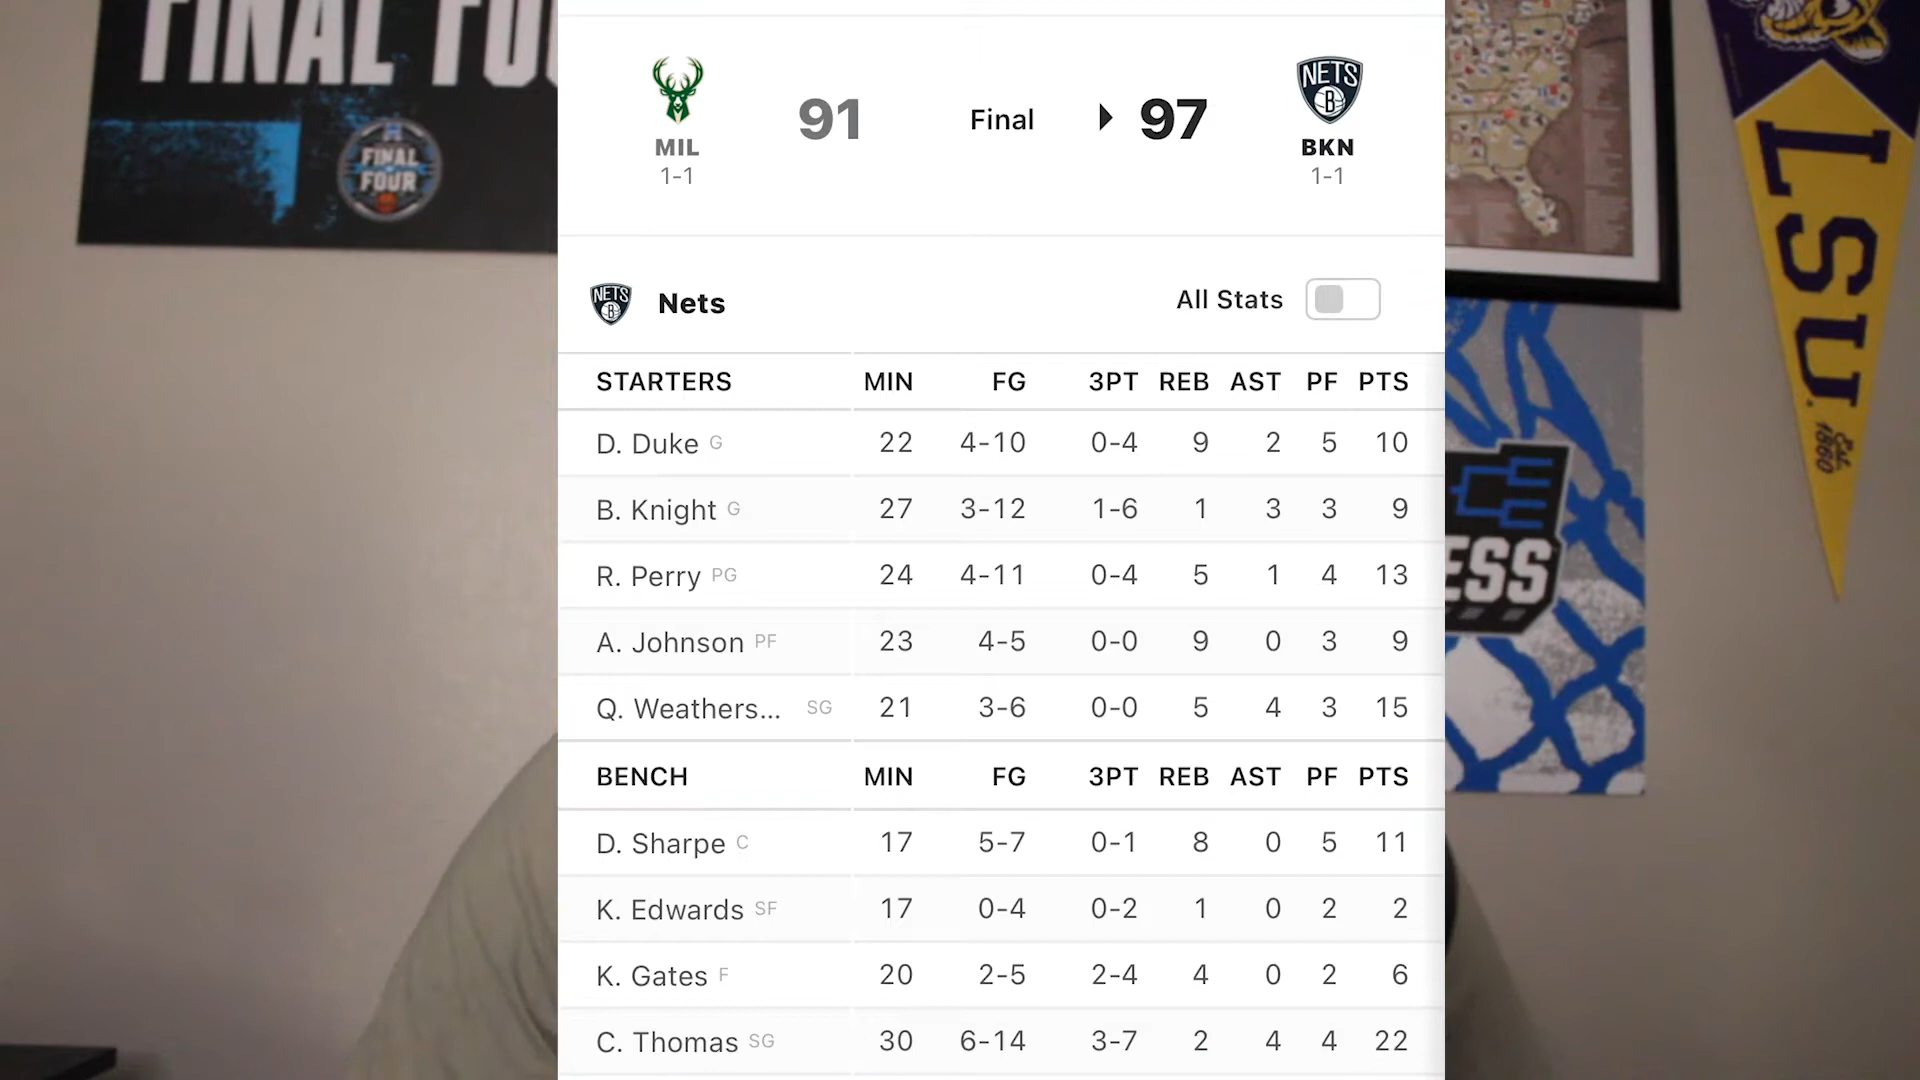 FINAL FOU
FINAL
FOUR
MIL
1-1
91
Final
97
NETS
B
BKN
1-1
NETS
B
Nets
All Stats
STARTERS MIN FG 3PT REB AST PF PTS
D. Duke G 22 4-10 0-4 9 2 5 10
B. Knight G 27 3-12 1-6 1 3 3 9
R. Perry PG 24 4-11 0-4 5 1 4 13
A. Johnson PF 23 4-5 0-0 9 0 3 9
Q. Weathers... SG 21 3-6 0-0 5 4 3 15
BENCH MIN FG 3PT REB AST PF PTS
D. Sharpe C 17 5-7 0-1 8 0 5 11
K. Edwards SF 17 0-4 0-2 1 0 2 2
K. Gates F 20 2-5 2-4 4 0 2 6
C. Thomas SG 30 6-14 3-7 2 4 4 22
LSU
Est.
1860
ESS